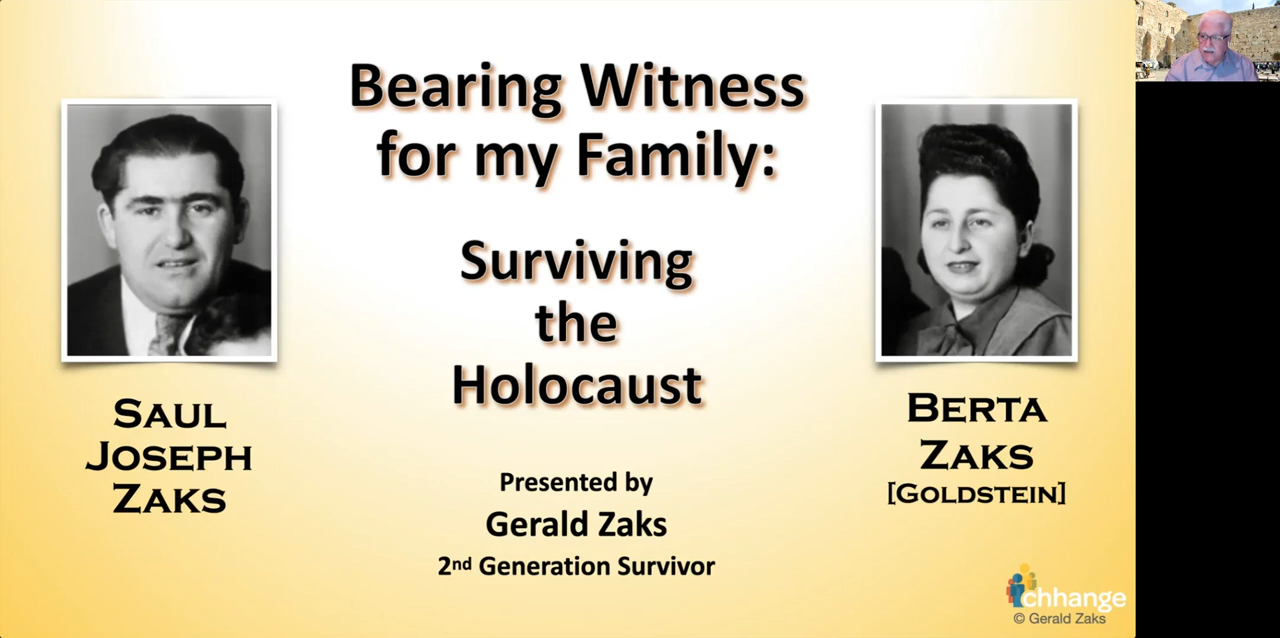 Bearing Witness
for my Family:
Surviving
the
Holocaust
SAUL
JOSEPH
ZAKS
BERTA
ZAKS
[GOLDSTEIN]
Presented by
Gerald Zaks
2nd Generation Survivor
chhange
© Gerald Zaks